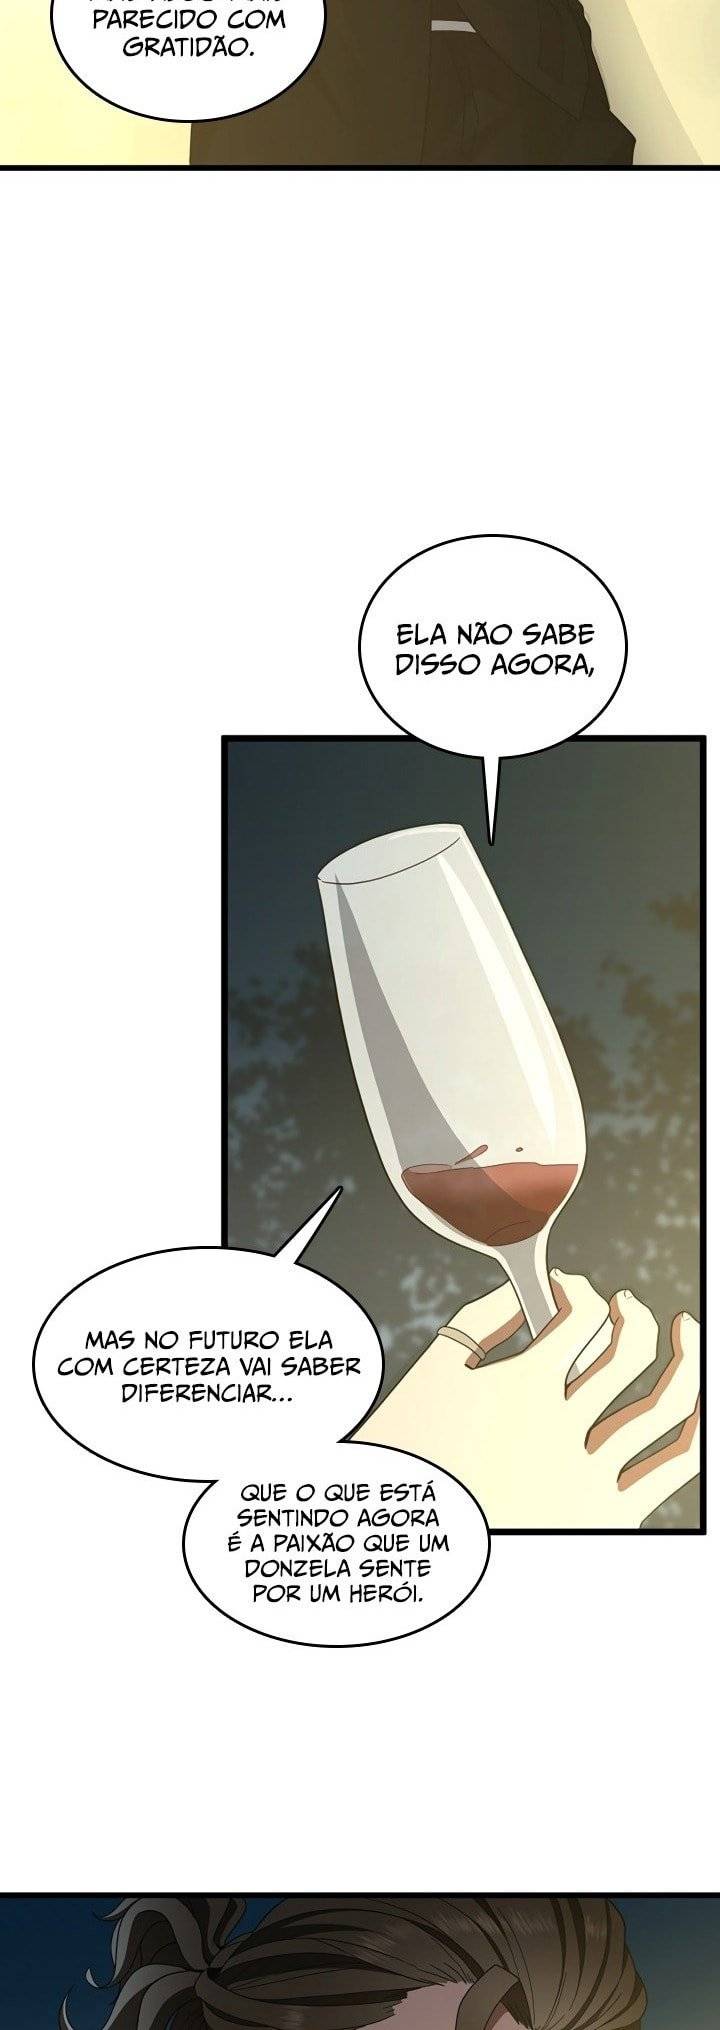 PARECIDO COM
GRATIDÃO.
ELA NÃO SABE
DISSO AGORA,
MAS NO FUTURO ELA
COM CERTEZA VAI SABER
DIFERENCIAR...
QUE O QUE ESTÁ
SENTINDO AGORA
É A PAIXÃO QUE UM
DONZELA SENTE
POR UM HERÓI.